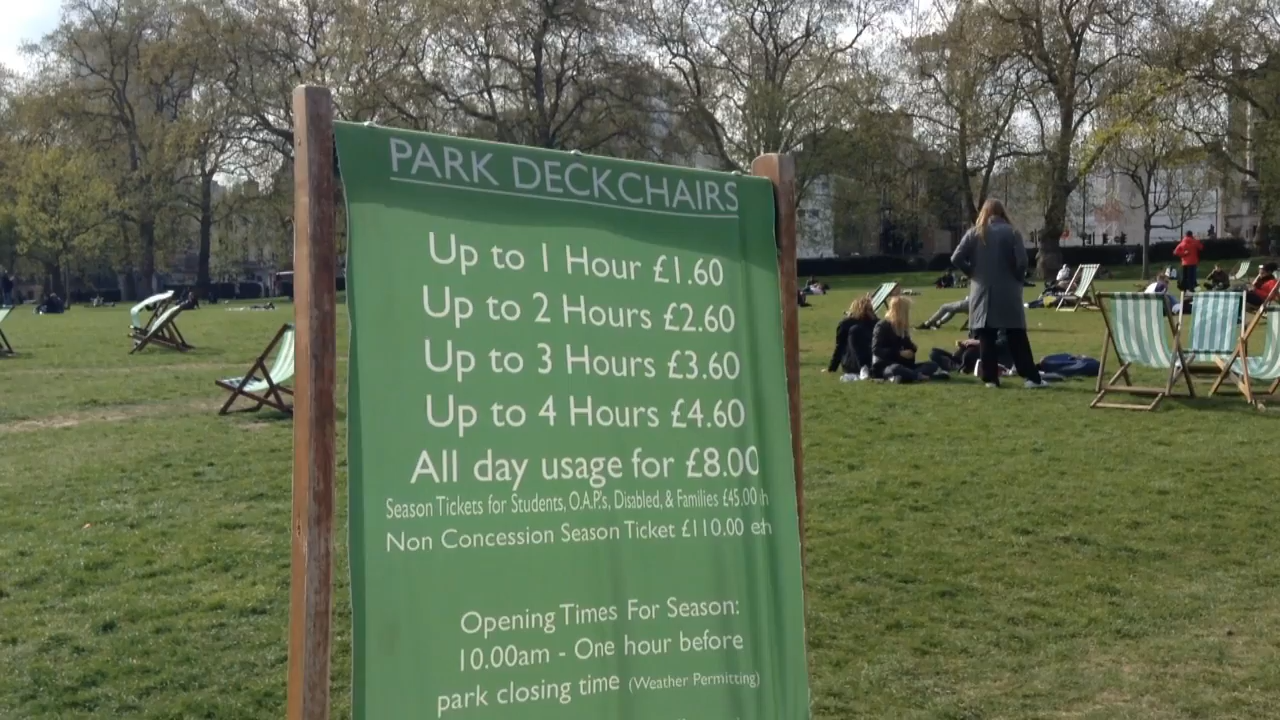 PARK DECKCHAIRS
Up to 1 Hour £1.60
Up to 2 Hours £2.60
Up to 3 Hours £3.60
Up to 4 Hours £4.60
All day usage for £8.00
Season Tickets for Students, O.A.P.'s, Disabled, & Families £45.00
Non Concession Season Ticket £110.00 each
Opening Times For Season:
10.00am - One hour before
park closing time (Weather Permitting)